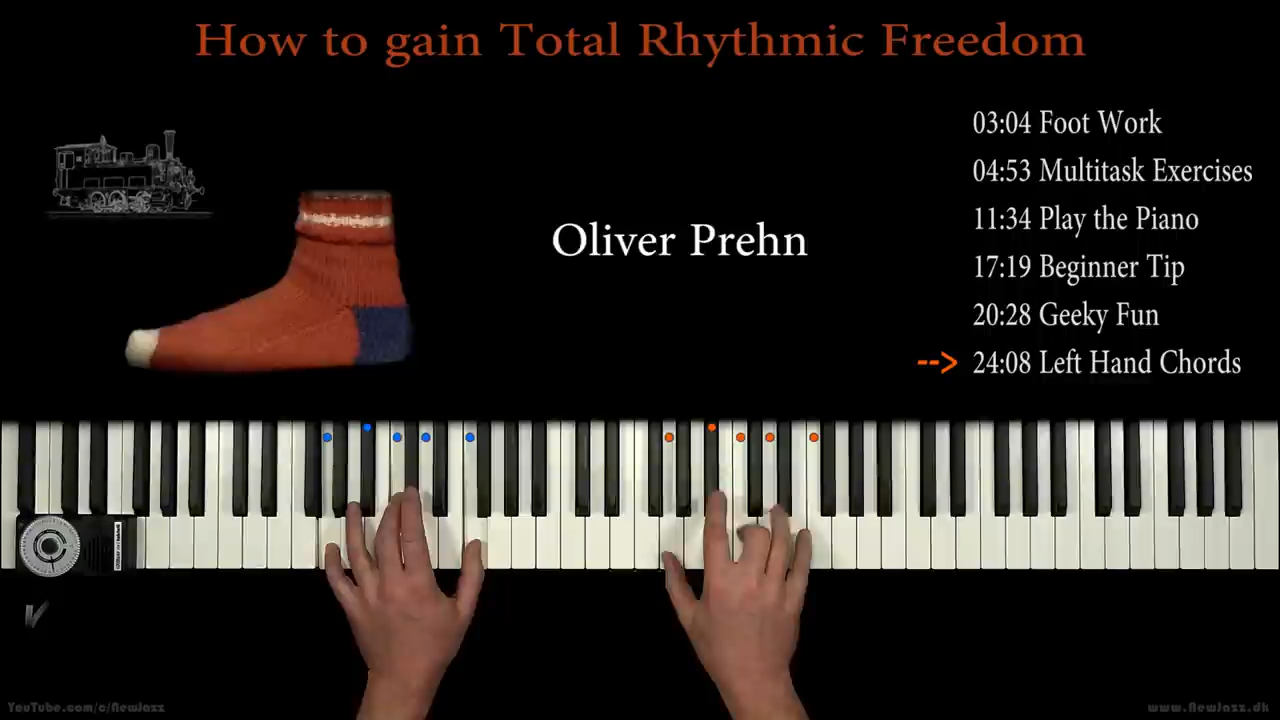 How to gain Total Rhythmic Freedom
03:04 Foot Work
04:53 Multitask Exercises
11:34 Play the Piano
Oliver Prehn
17:19 Beginner Tip
20:28 Geeky Fun
--> 24:08 Left Hand Chords
YouTube.com/c/NewJazz
www.NewJazz.dk